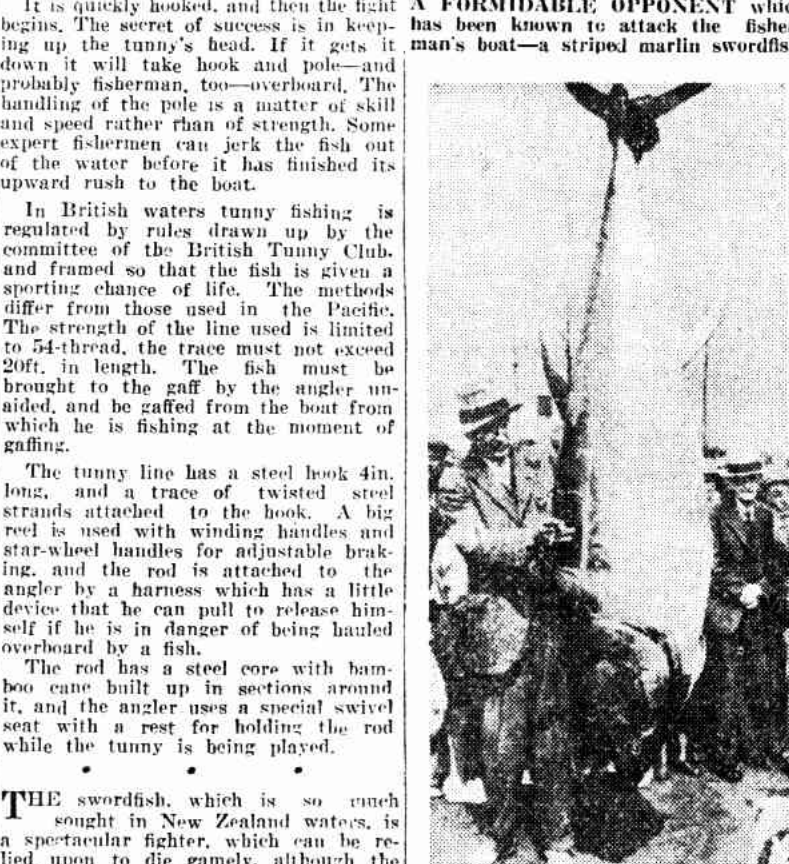 It is quickly hooked, and then the fight
begins. The secret of success is in keep-
ing up the tunny's head. If it gets it
down it will take hook and pole—and
probably fisherman, too—overboard. The
handling of the pole is a matter of skill
and speed rather rhan of strength. Some
expert fishermen can jerk the fish out
of the water before it has finished its
upward rush to the boat.
In British waters tunny fishing is
regulated by rules drawn up by the
committee of the British Tunny Club,
and framed so that the fish is given a
sporting chance of life. The methods
differ from those used in the Pacific.
The strength of the line used is limited
to 54-thread, the trace must not exceed
20ft. in length. The fish must be
brought to the gaff by the angler un-
aided, and be gaffed from the boat from
which he is fishing at the moment of
gaffing.
The tunny line has a steel hook 4in.
long, and a trace of twisted steel
strands attached to the hook. A big
reel is used with winding handles and
star-wheel handles for adjustable brak-
ing, and the rod is attached to the
angler by a harness which has a little
device that he can pull to release him-
self if he is in danger of being hauled
overboard by a fish.
The rod has a steel core with bam-
boo cane built up in sections around
it, and the angler uses a special swivel
seat with a rest for holding the rod
while the tunny is being played.
• • •
THE swordfish, which is so much
sought in New Zealand waters, is
a spectacular fighter, which can be re-
lied upon to die gamely, although the
A FORMIDABLE OPPONENT whic
has been known to attack the fishe
man's boat—a striped marlin swordfis